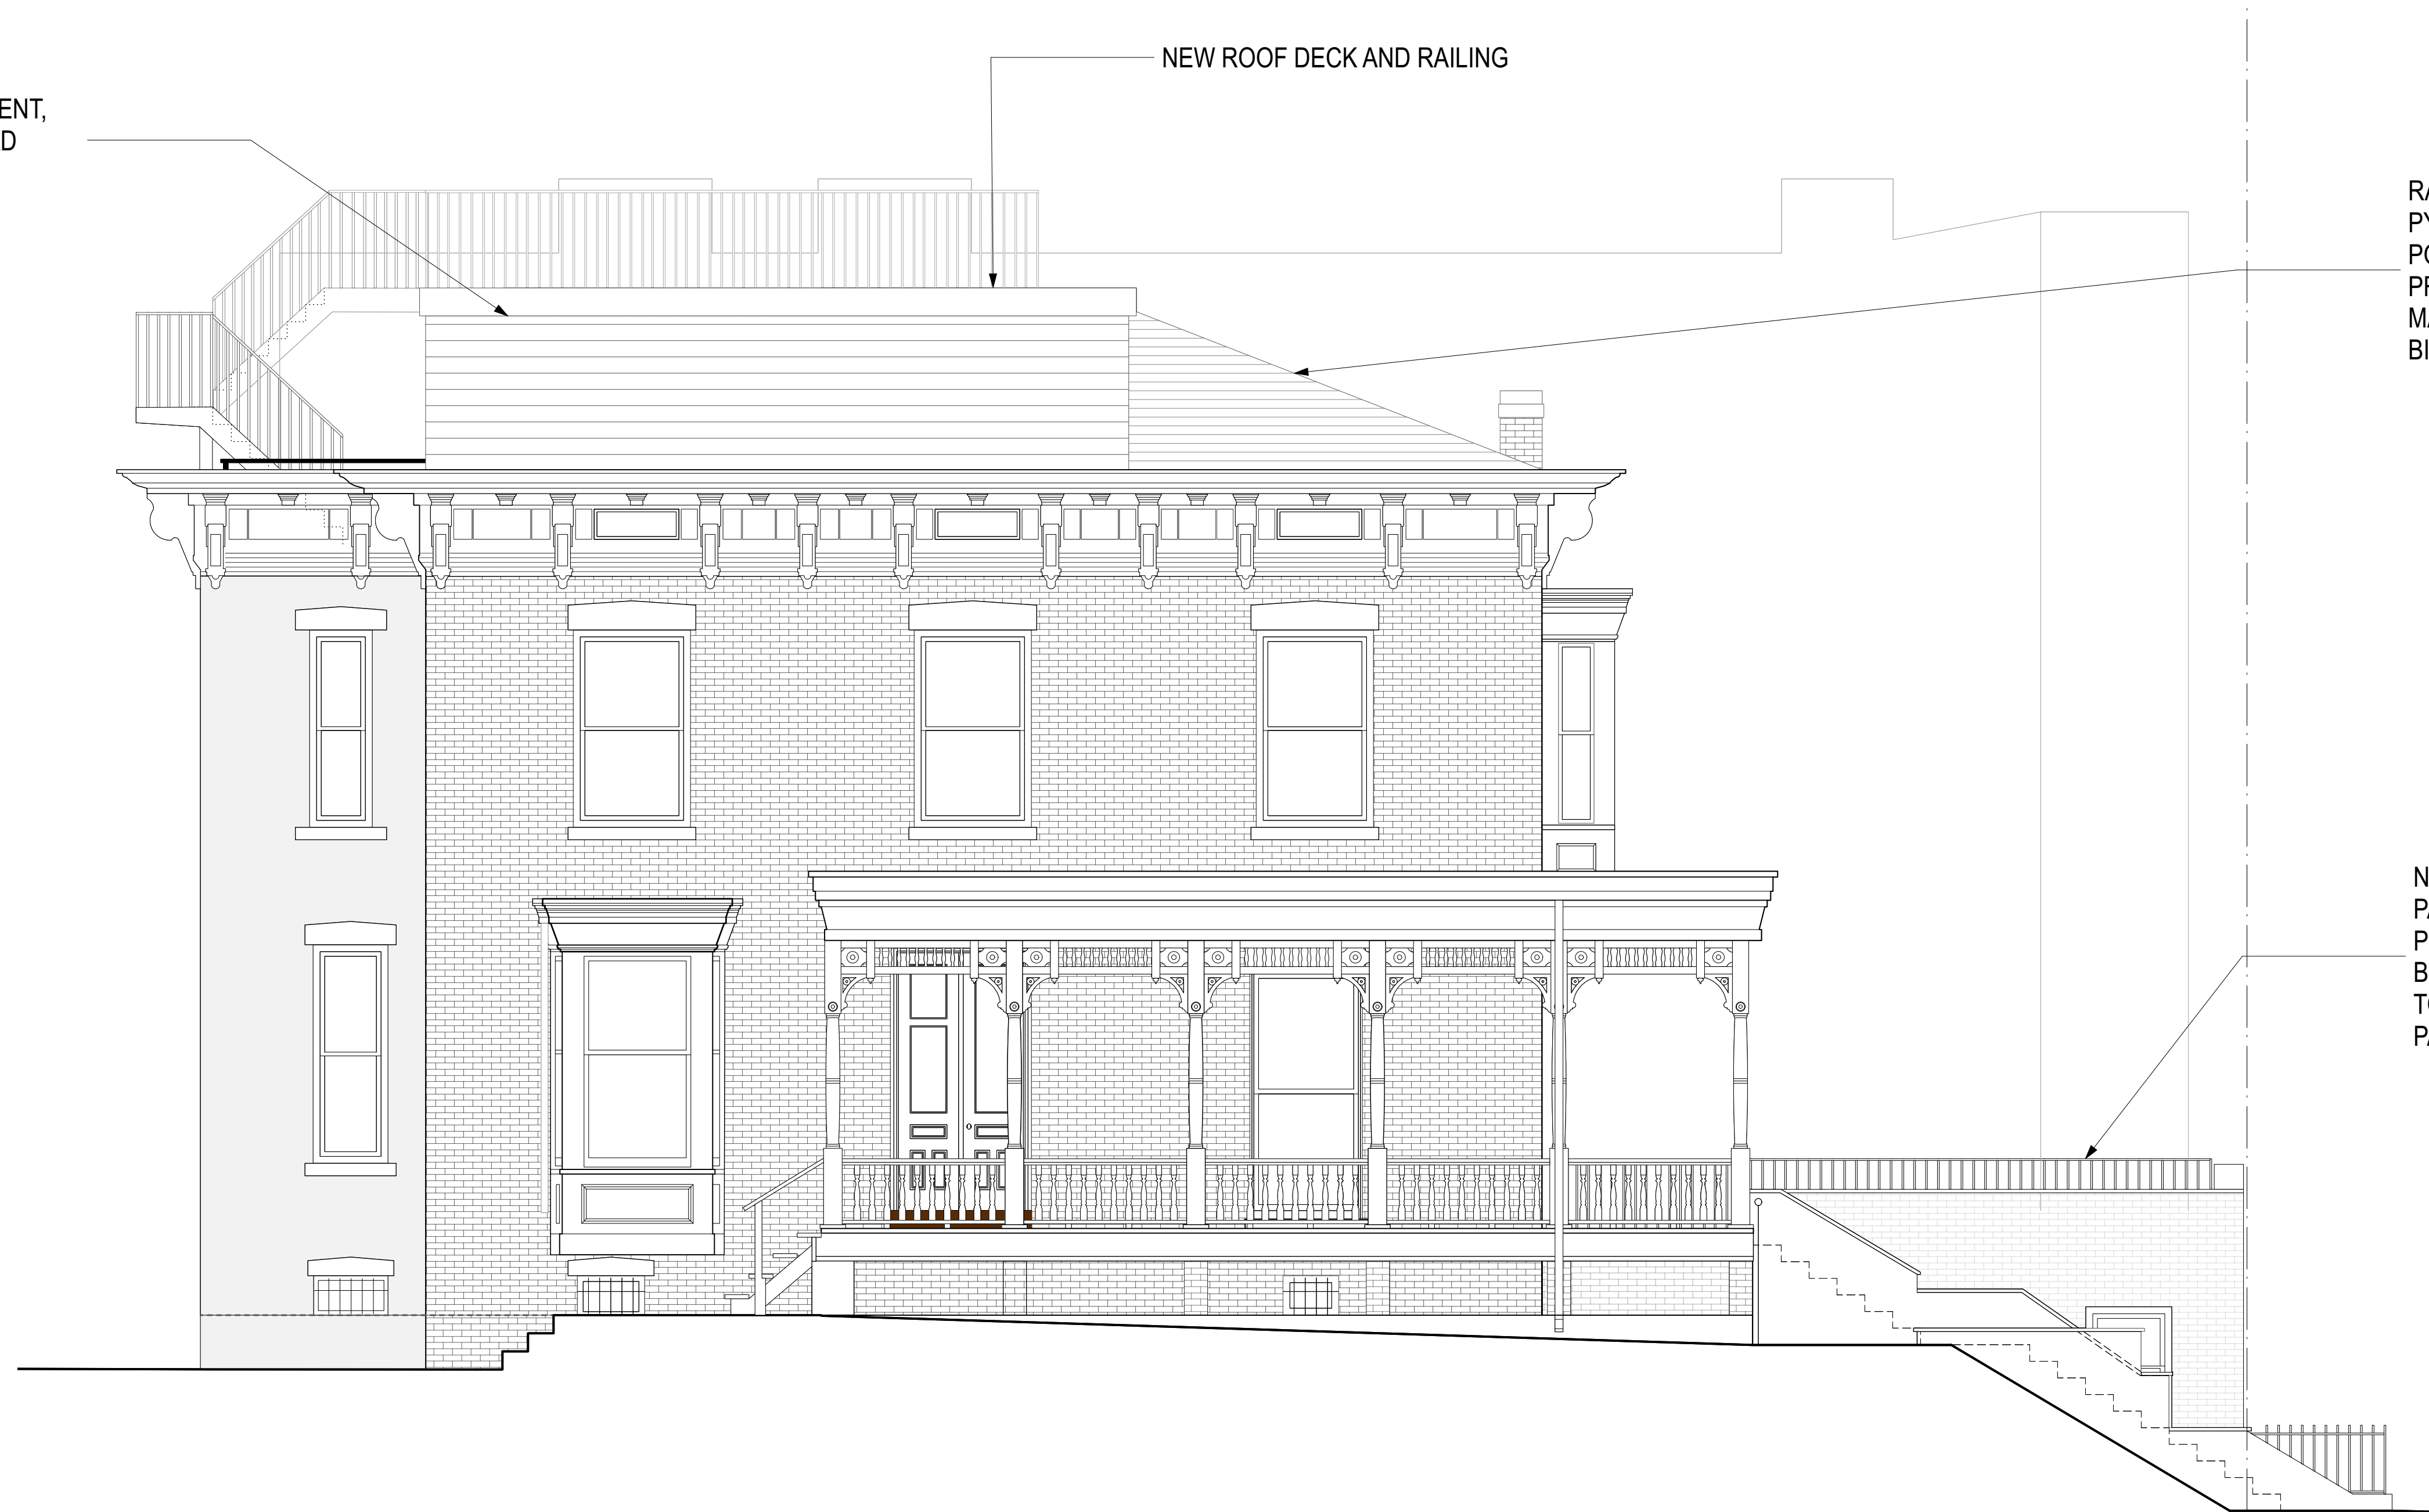 NEW ROOF DECK AND RAILING
ENT,
D
RA
PY
PO
PR
MA
BI
N
PA
P
B
TO
PA